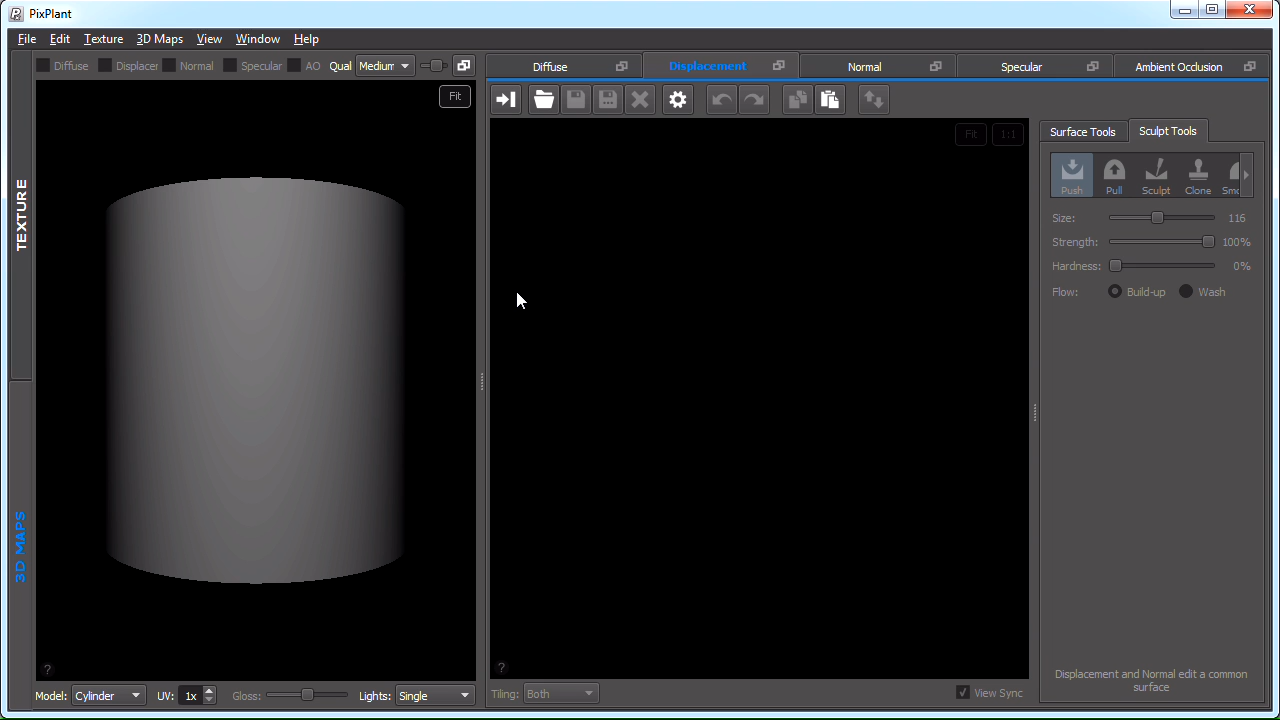 PixPlant
File Edit Texture 3D Maps View Window Help
Diffuse Displacer Normal Specular AO Qual Medium
Diffuse Displacement Normal Specular Ambient Occlusion
Fit
Fit 1:1
Surface Tools Sculpt Tools
Push Pull Sculpt Clone Smo
Size: 116
Strength: 100%
Hardness: 0%
Flow: Build-up Wash
TEXTURE
3D MAPS
?
?
Displacement and Normal edit a common
surface
Model: Cylinder UV: 1x Gloss: Lights: Single
Tiling: Both View Sync